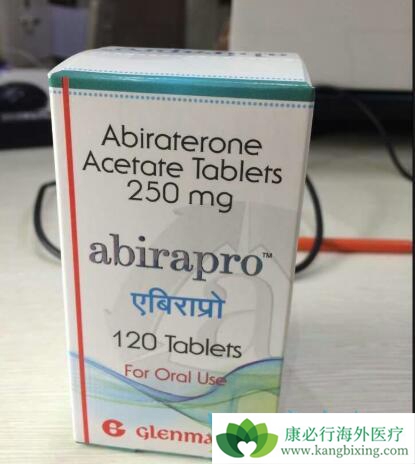 Abiraterone
Acetate Tablets
250 mg
abirapro™
एबिराप्रो
120 Tablets
For Oral Use
G glenma
康必行海外医疗
www.kangbixing.com